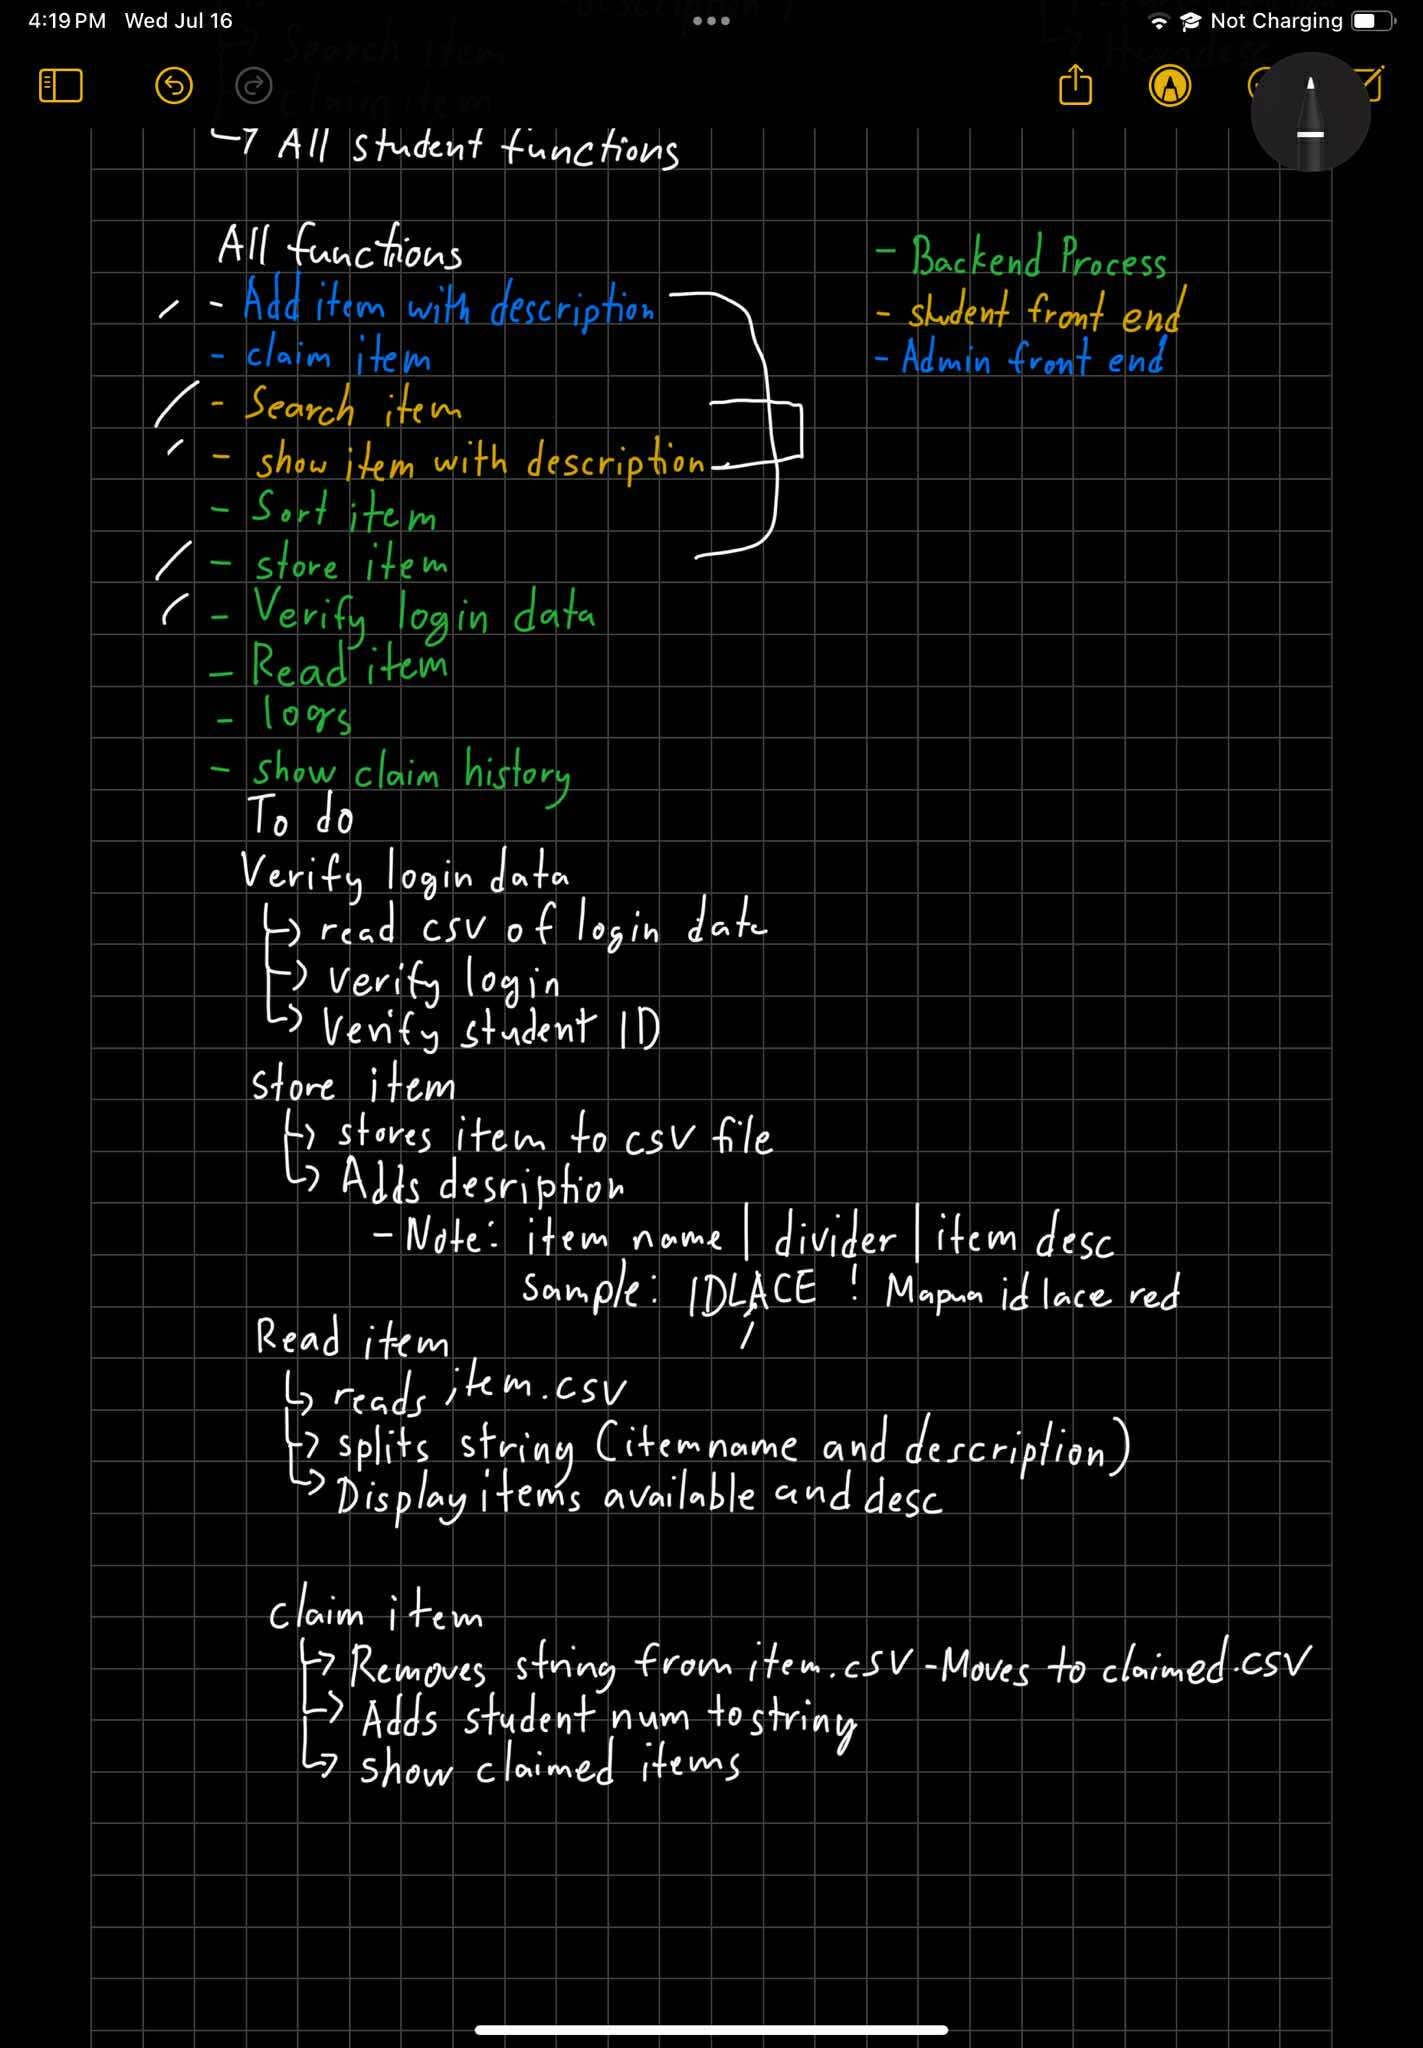 4:19 PM Wed Jul 16
Not Charging
Search item
claim item
↳ All student functions
All functions
- Add item with description
- claim item
- Search item
- show item with description
- Sort item
- store item
- Verify login data
- Read item
- logs
- show claim history
- Backend Process
- student front end
- Admin front end
To do
Verify login data
↳ read csv of login data
↳ verify login
↳ Verify student ID
store item
↳ stores item to csv file
↳ Adds desription
- Note: item name | divider | item desc
sample: IDLACE ! Mapua id lace red
Read item
↳ reads item.csv
↳ splits string (itemname and description)
↳ Display items available and desc
claim item
↳ Removes string from item.csv - Moves to claimed.csv
↳ Adds student num to string
↳ show claimed items